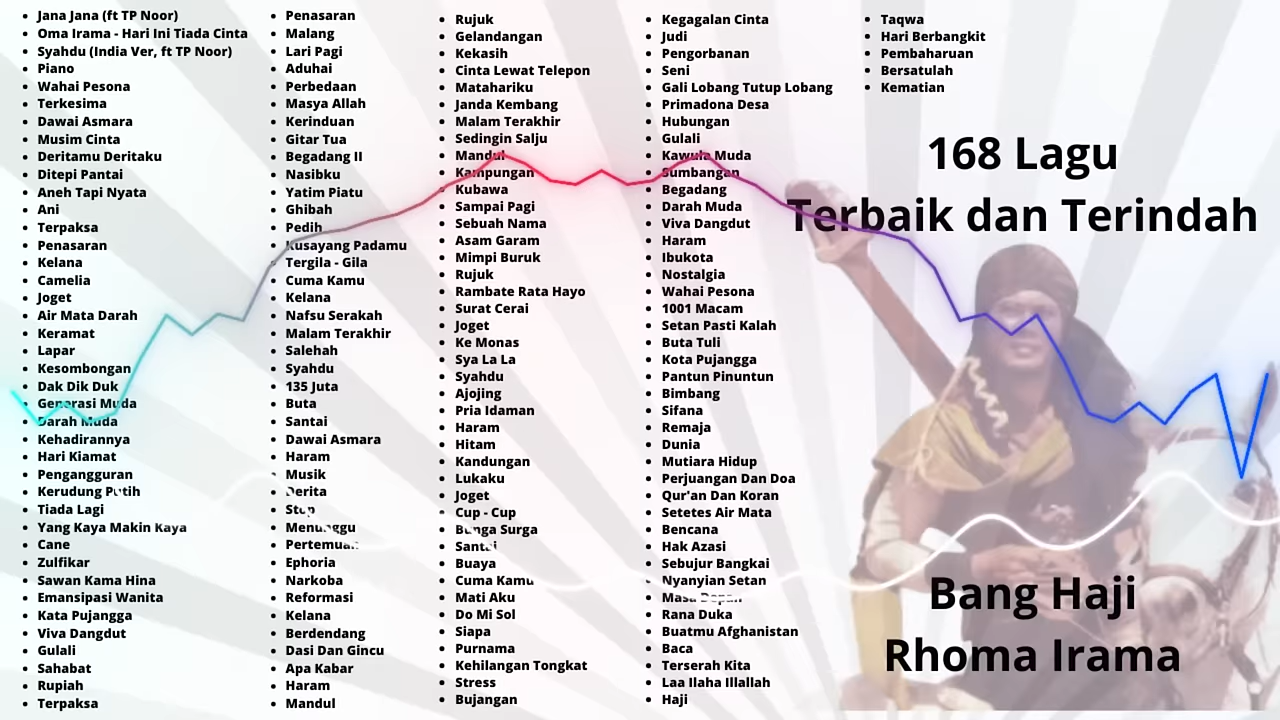 Jana Jana (ft TP Noor)
Oma Irama - Hari Ini Tiada Cinta
Syahdu (India Ver, ft TP Noor)
Piano
Wahai Pesona
Terkesima
Dawai Asmara
Musim Cinta
Deritamu Deritaku
Ditepi Pantai
Aneh Tapi Nyata
Ani
Terpaksa
Penasaran
Kelana
Camelia
Joget
Air Mata Darah
Keramat
Lapar
Kesombongan
Dak Dik Duk
Generasi Muda
Darah Muda
Kehadirannya
Hari Kiamat
Pengangguran
Kerudung Putih
Tiada Lagi
Yang Kaya Makin Kaya
Cane
Zulfikar
Sawan Kama Hina
Emansipasi Wanita
Kata Pujangga
Viva Dangdut
Gulali
Sahabat
Rupiah
Terpaksa
Penasaran
Malang
Lari Pagi
Aduhai
Perbedaan
Masya Allah
Kerinduan
Gitar Tua
Begadang II
Nasibku
Yatim Piatu
Ghibah
Pedih
Kusayang Padamu
Tergila - Gila
Cuma Kamu
Kelana
Nafsu Serakah
Malam Terakhir
Salehah
Syahdu
135 Juta
Buta
Santai
Dawai Asmara
Haram
Musik
Derita
Stop
Menunggu
Pertemuan
Ephoria
Narkoba
Reformasi
Kelana
Berdendang
Dasi Dan Gincu
Apa Kabar
Haram
Mandul
Rujuk
Gelandangan
Kekasih
Cinta Lewat Telepon
Matahariku
Janda Kembang
Malam Terakhir
Sedingin Salju
Mandul
Kampungan
Kubawa
Sampai Pagi
Sebuah Nama
Asam Garam
Mimpi Buruk
Rujuk
Rambate Rata Hayo
Surat Cerai
Joget
Ke Monas
Sya La La
Syahdu
Ajojing
Pria Idaman
Haram
Hitam
Kandungan
Lukaku
Joget
Cup - Cup
Bunga Surga
Santai
Buaya
Cuma Kamu
Mati Aku
Do Mi Sol
Siapa
Purnama
Kehilangan Tongkat
Stress
Bujangan
Kegagalan Cinta
Judi
Pengorbanan
Seni
Gali Lobang Tutup Lobang
Primadona Desa
Hubungan
Gulali
Kawula Muda
Sumbangan
Begadang
Darah Muda
Viva Dangdut
Haram
Ibukota
Nostalgia
Wahai Pesona
1001 Macam
Setan Pasti Kalah
Buta Tuli
Kota Pujangga
Pantun Pinuntun
Bimbang
Sifana
Remaja
Dunia
Mutiara Hidup
Perjuangan Dan Doa
Qur'an Dan Koran
Setetes Air Mata
Bencana
Hak Azasi
Sebujur Bangkai
Nyanyian Setan
Masa Depan
Rana Duka
Buatmu Afghanistan
Baca
Terserah Kita
Laa Ilaha Illallah
Haji
Taqwa
Hari Berbangkit
Pembaharuan
Bersatulah
Kematian
168 Lagu
Terbaik dan Terindah
Bang Haji
Rhoma Irama